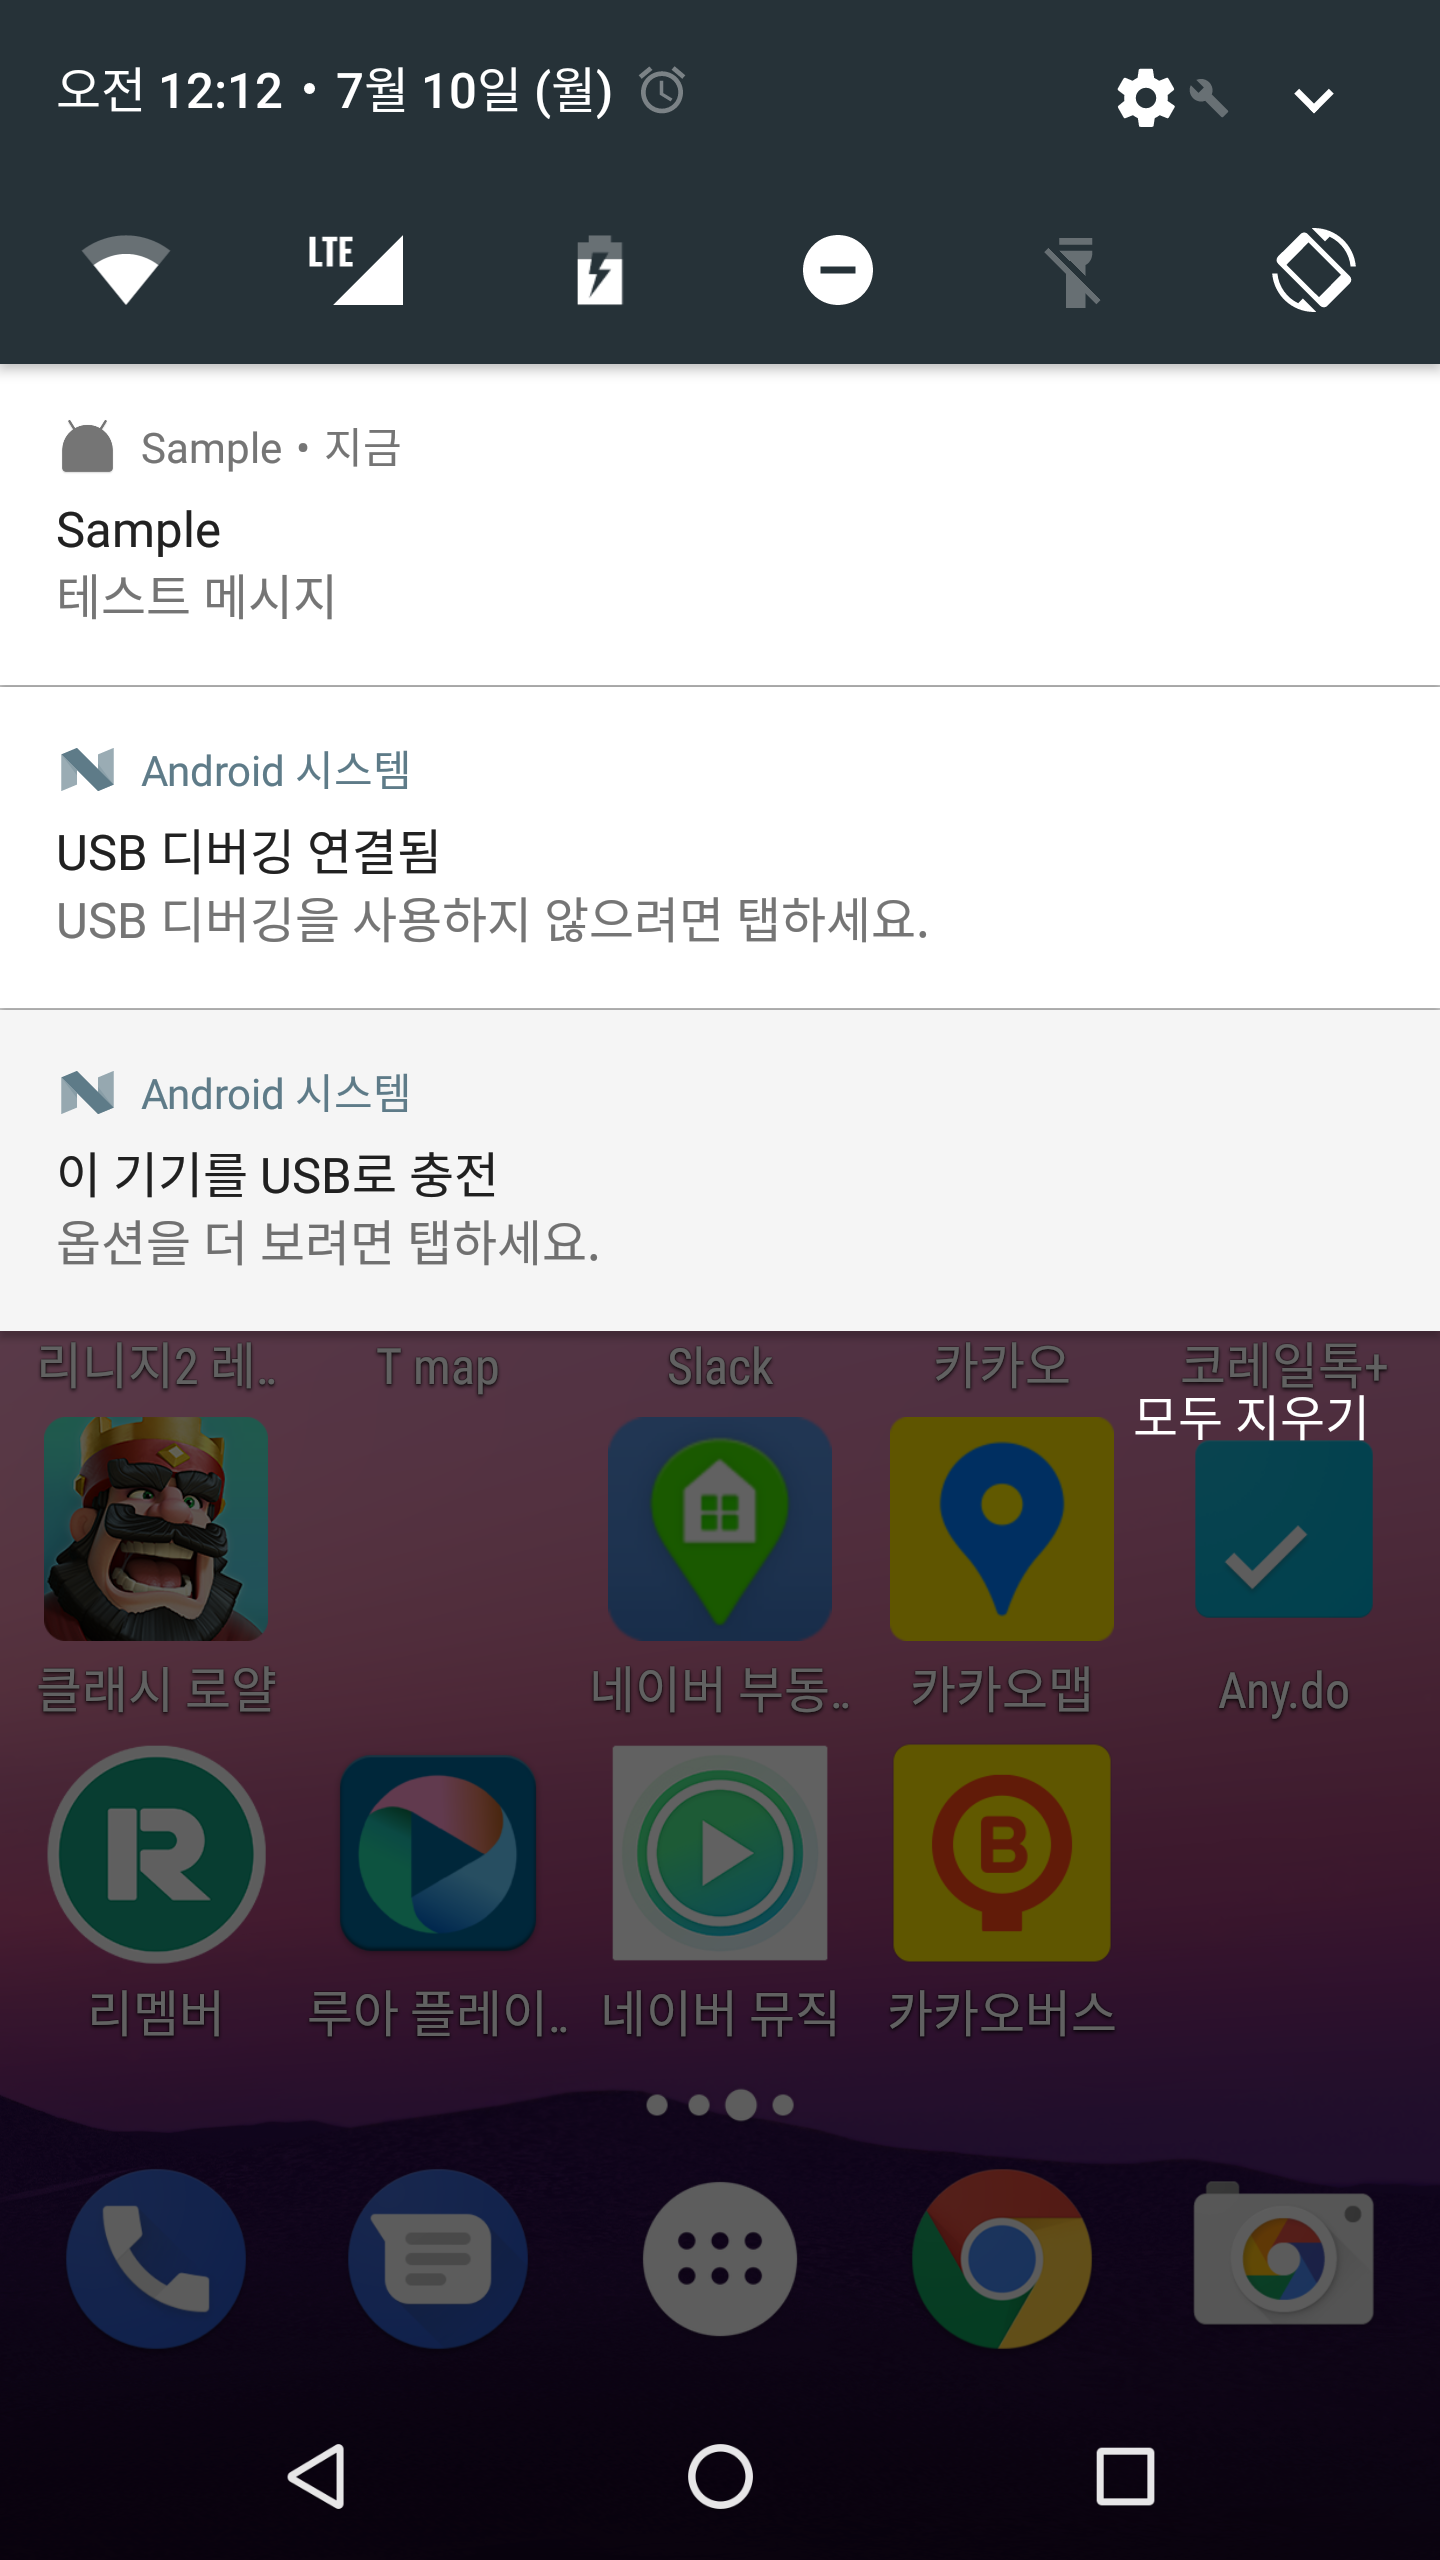 오전 12:12 • 7월 10일 (월)
LTE
Sample • 지금
Sample
테스트 메시지
Android 시스템
USB 디버깅 연결됨
USB 디버깅을 사용하지 않으려면 탭하세요.
Android 시스템
이 기기를 USB로 충전
옵션을 더 보려면 탭하세요.
리니지2 레.. T map Slack 카카오 코레일톡+
모두 지우기
클래시 로얄 네이버 부동.. 카카오맵 Any.do
R B
리멤버 루아 플레이.. 네이버 뮤직 카카오버스